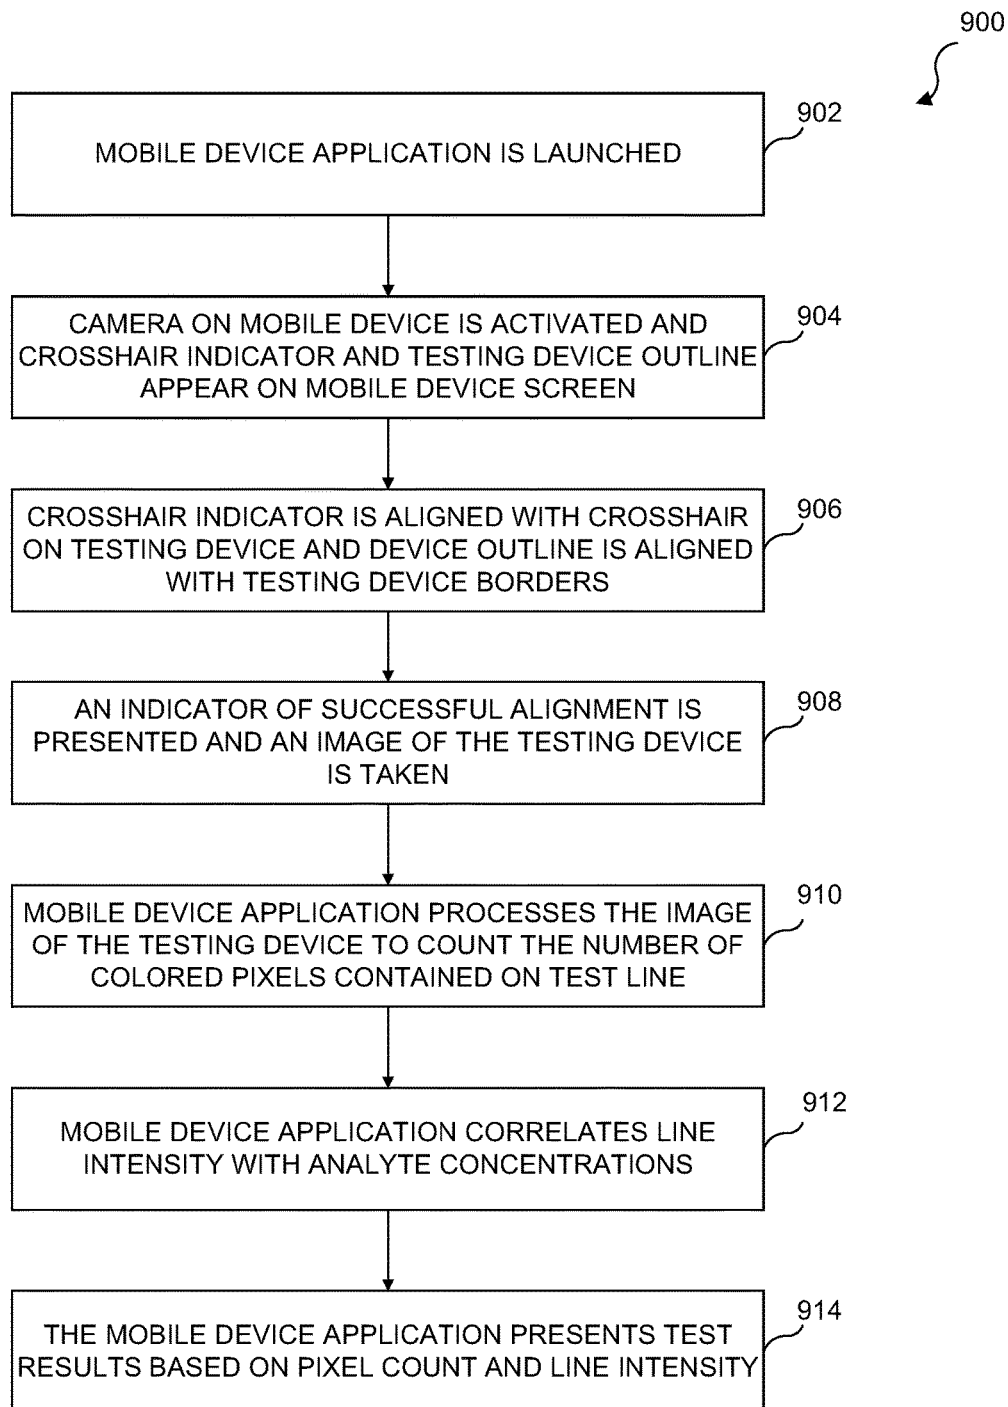 900
902
MOBILE DEVICE APPLICATION IS LAUNCHED
904
CAMERA ON MOBILE DEVICE IS ACTIVATED AND
CROSSHAIR INDICATOR AND TESTING DEVICE OUTLINE
APPEAR ON MOBILE DEVICE SCREEN
906
CROSSHAIR INDICATOR IS ALIGNED WITH CROSSHAIR
ON TESTING DEVICE AND DEVICE OUTLINE IS ALIGNED
WITH TESTING DEVICE BORDERS
908
AN INDICATOR OF SUCCESSFUL ALIGNMENT IS
PRESENTED AND AN IMAGE OF THE TESTING DEVICE
IS TAKEN
910
MOBILE DEVICE APPLICATION PROCESSES THE IMAGE
OF THE TESTING DEVICE TO COUNT THE NUMBER OF
COLORED PIXELS CONTAINED ON TEST LINE
912
MOBILE DEVICE APPLICATION CORRELATES LINE
INTENSITY WITH ANALYTE CONCENTRATIONS
914
THE MOBILE DEVICE APPLICATION PRESENTS TEST
RESULTS BASED ON PIXEL COUNT AND LINE INTENSITY